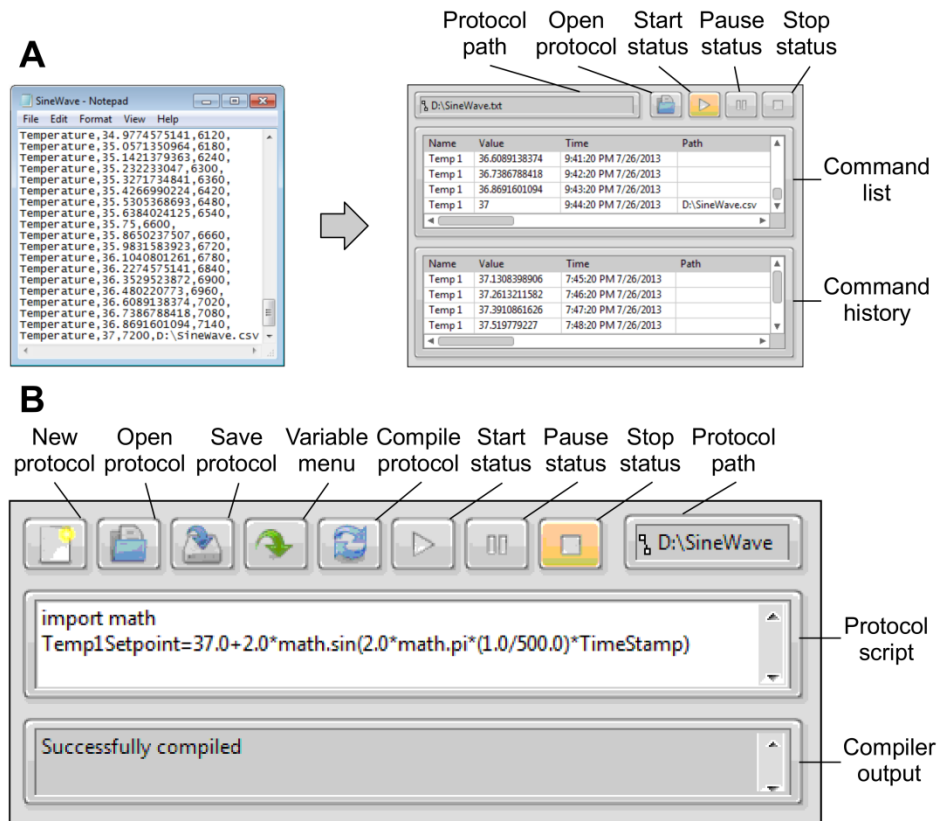 A
Protocol path
Open protocol
Start status
Pause status
Stop status
SineWave - Notepad
File Edit Format View Help
Temperature,34.9774575141,6120,
Temperature,35.0571350964,6180,
Temperature,35.1421379363,6240,
Temperature,35.232233047,6300,
Temperature,35.3271734841,6360,
Temperature,35.4266990224,6420,
Temperature,35.5305368693,6480,
Temperature,35.6384024125,6540,
Temperature,35.75,6600,
Temperature,35.8650237507,6660,
Temperature,35.9831583923,6720,
Temperature,36.1040801261,6780,
Temperature,36.2274574141,6840,
Temperature,36.3529523872,6900,
Temperature,36.480220773,6960,
Temperature,36.6089137374,7020,
Temperature,36.7386788418,7080,
Temperature,36.8691601094,7140,
Temperature,37,7200,D:\SineWave.csv
D:\SineWave.txt
Name Value Time Path
Temp 1 36.6089138374 9:41:20 PM 7/26/2013
Temp 1 36.7386788418 9:42:20 PM 7/26/2013
Temp 1 36.8691601094 9:43:20 PM 7/26/2013
Temp 1 37 9:44:20 PM 7/26/2013 D:\SineWave.csv
Command list
Name Value Time Path
Temp 1 37.1308398906 7:45:20 PM 7/26/2013
Temp 1 37.2613211582 7:46:20 PM 7/26/2013
Temp 1 37.3910861626 7:47:20 PM 7/26/2013
Temp 1 37.519779227 7:48:20 PM 7/26/2013
Command history
B
New protocol
Open protocol
Save protocol
Variable menu
Compile protocol
Start status
Pause status
Stop status
Protocol path
D:\SineWave
import math
Temp1Setpoint=37.0+2.0*math.sin(2.0*math.pi*(1.0/500.0)*TimeStamp)
Protocol script
Successfully compiled
Compiler output